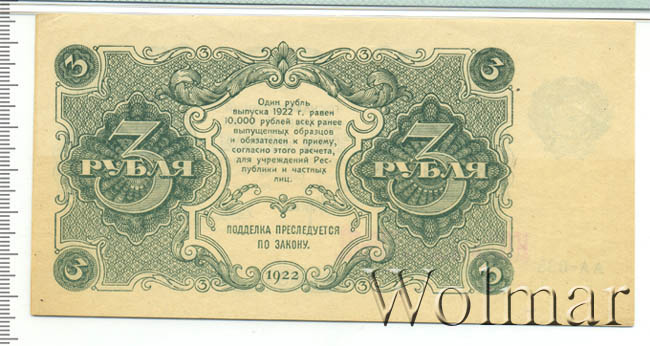 3
3
Один рубль
выпуска 1922 г. равен
10.000 рублей всех ранее
выпущенных образцов
и обязателен к приему,
согласно этого расчета,
для учреждений Рес-
публики и частных
лиц.
3 РУБЛЯ
3 РУБЛЯ
ПОДДЕЛКА ПРЕСЛЕДУЕТСЯ
ПО ЗАКОНУ.
3
1922
3
Wolmar